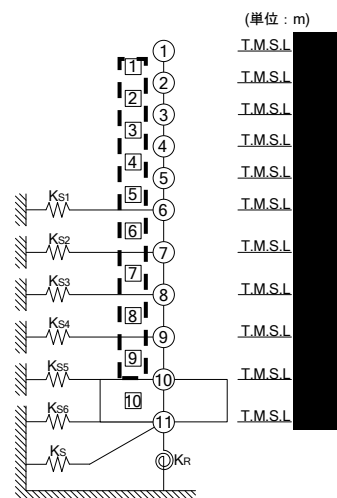 (単位：m)
① T.M.S.L
1
② T.M.S.L
2
③ T.M.S.L
3
④ T.M.S.L
4
⑤ T.M.S.L
5
KS1 ⑥ T.M.S.L
6
KS2 ⑦ T.M.S.L
7
KS3 ⑧ T.M.S.L
8
KS4 ⑨ T.M.S.L
9
KS5 ⑩ T.M.S.L
10
KS6 ⑪ T.M.S.L
KS KR